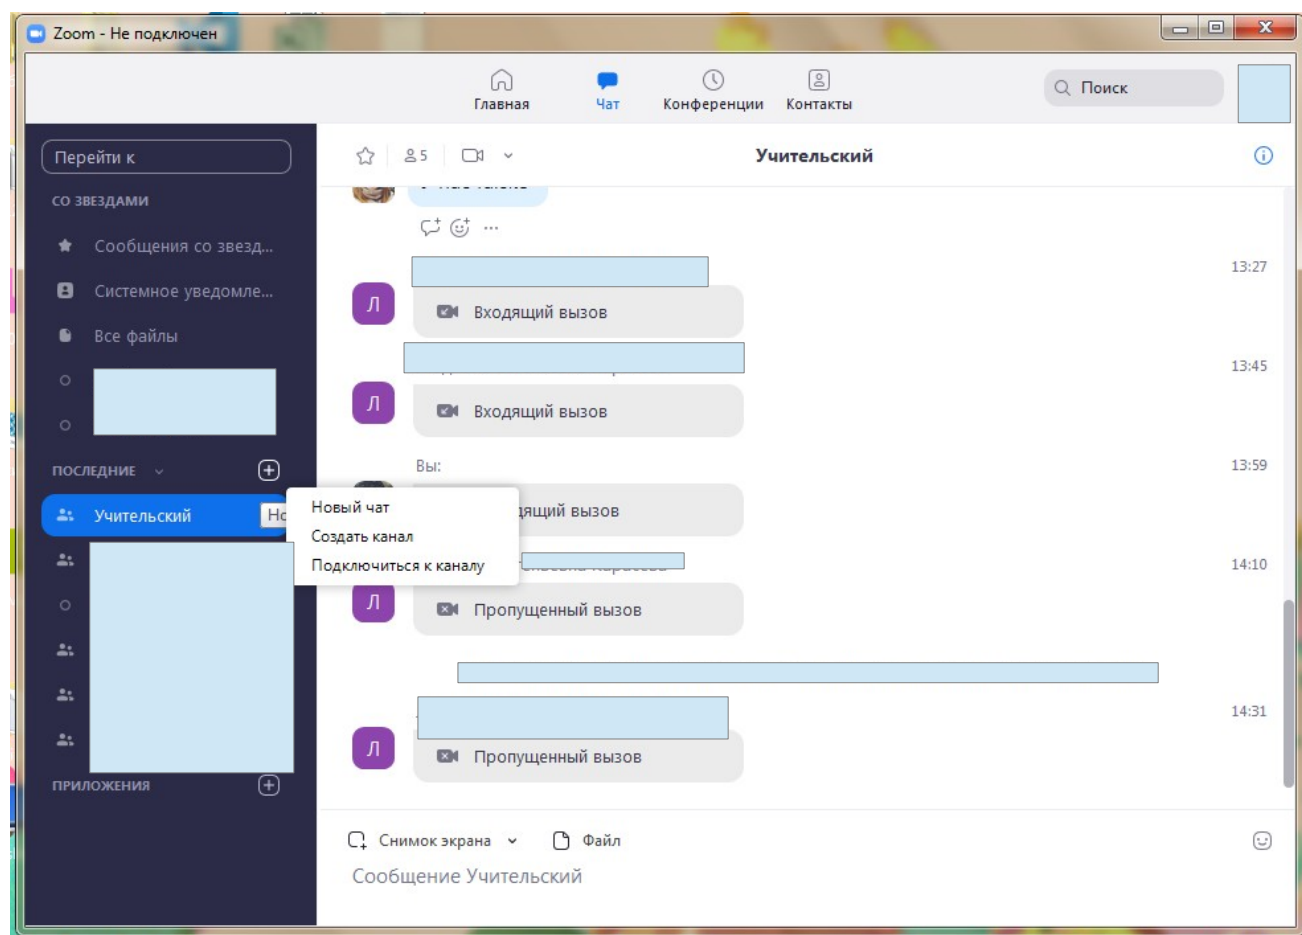 Zoom - Не подключен
Главная
Чат
Конференции
Контакты
Поиск
Перейти к
СО ЗВЕЗДАМИ
Сообщения со звезд...
Системное уведомле...
Все файлы
ПОСЛЕДНИЕ
Учительский
Но
ПРИЛОЖЕНИЯ
Новый чат
Создать канал
Подключиться к каналу
5
Учительский
13:27
Л
Входящий вызов
13:45
Л
Входящий вызов
Вы:
13:59
дящий вызов
14:10
Л
Пропущенный вызов
14:31
Л
Пропущенный вызов
Снимок экрана
Файл
Сообщение Учительский